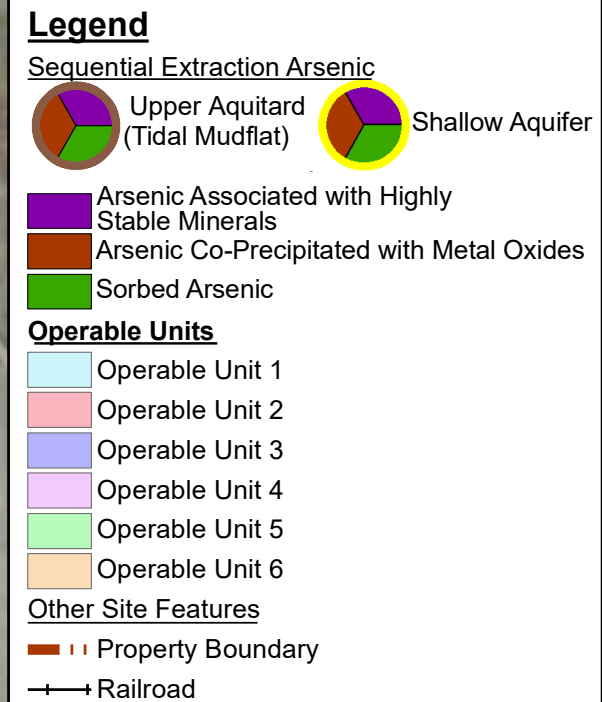 Legend
Sequential Extraction Arsenic
Upper Aquitard
(Tidal Mudflat)
Shallow Aquifer
Arsenic Associated with Highly
Stable Minerals
Arsenic Co-Precipitated with Metal Oxides
Sorbed Arsenic
Operable Units
Operable Unit 1
Operable Unit 2
Operable Unit 3
Operable Unit 4
Operable Unit 5
Operable Unit 6
Other Site Features
Property Boundary
Railroad